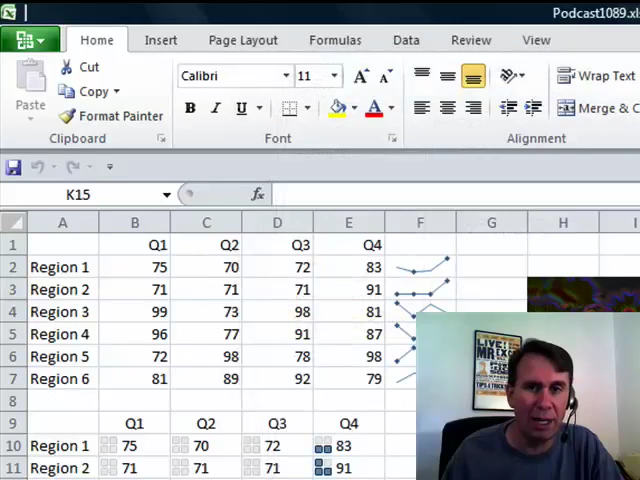 Podcast1089.xls
Home Insert Page Layout Formulas Data Review View
Paste Cut Copy Format Painter
Calibri 11 A A
B I U A
Wrap Text
Merge & C
Clipboard Font Alignment
K15 fx
A B C D E F G H I
1 Q1 Q2 Q3 Q4
2 Region 1 75 70 72 83
3 Region 2 71 71 71 91
4 Region 3 99 73 98 81
5 Region 4 96 77 91 87
6 Region 5 72 98 78 98
7 Region 6 81 89 92 79
8
9 Q1 Q2 Q3 Q4
10 Region 1 75 70 72 83
11 Region 2 71 71 71 91
LIVE!
MR EX